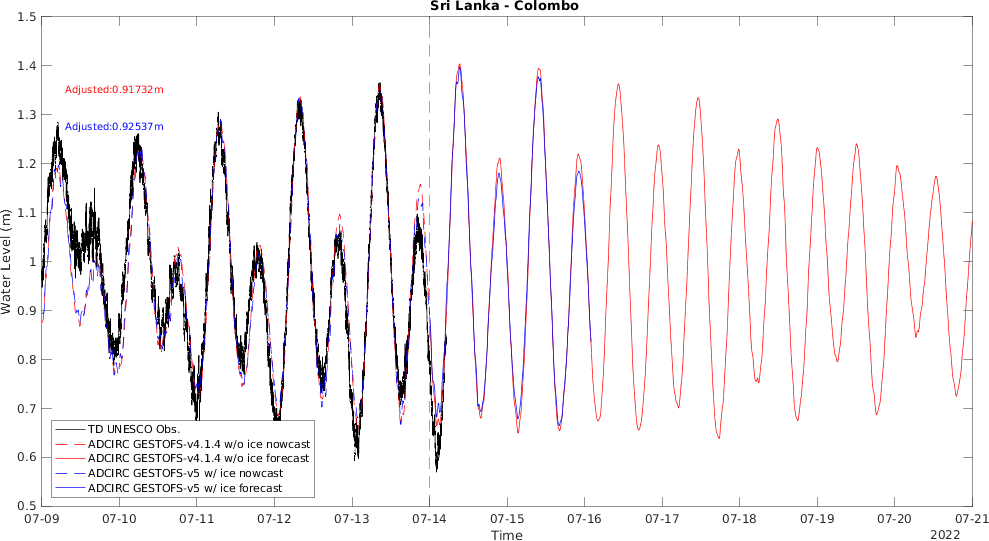 Sri Lanka - Colombo
1.5
1.4
1.3
1.2
1.1
1
0.9
0.8
0.7
0.6
0.5
Water Level (m)
Adjusted:0.91732m
Adjusted:0.92537m
TD UNESCO Obs.
ADCIRC GESTOFS-v4.1.4 w/o ice nowcast
ADCIRC GESTOFS-v4.1.4 w/o ice forecast
ADCIRC GESTOFS-v5 w/ ice nowcast
ADCIRC GESTOFS-v5 w/ ice forecast
07-09 07-10 07-11 07-12 07-13 07-14 07-15 07-16 07-17 07-18 07-19 07-20 07-21
Time
2022